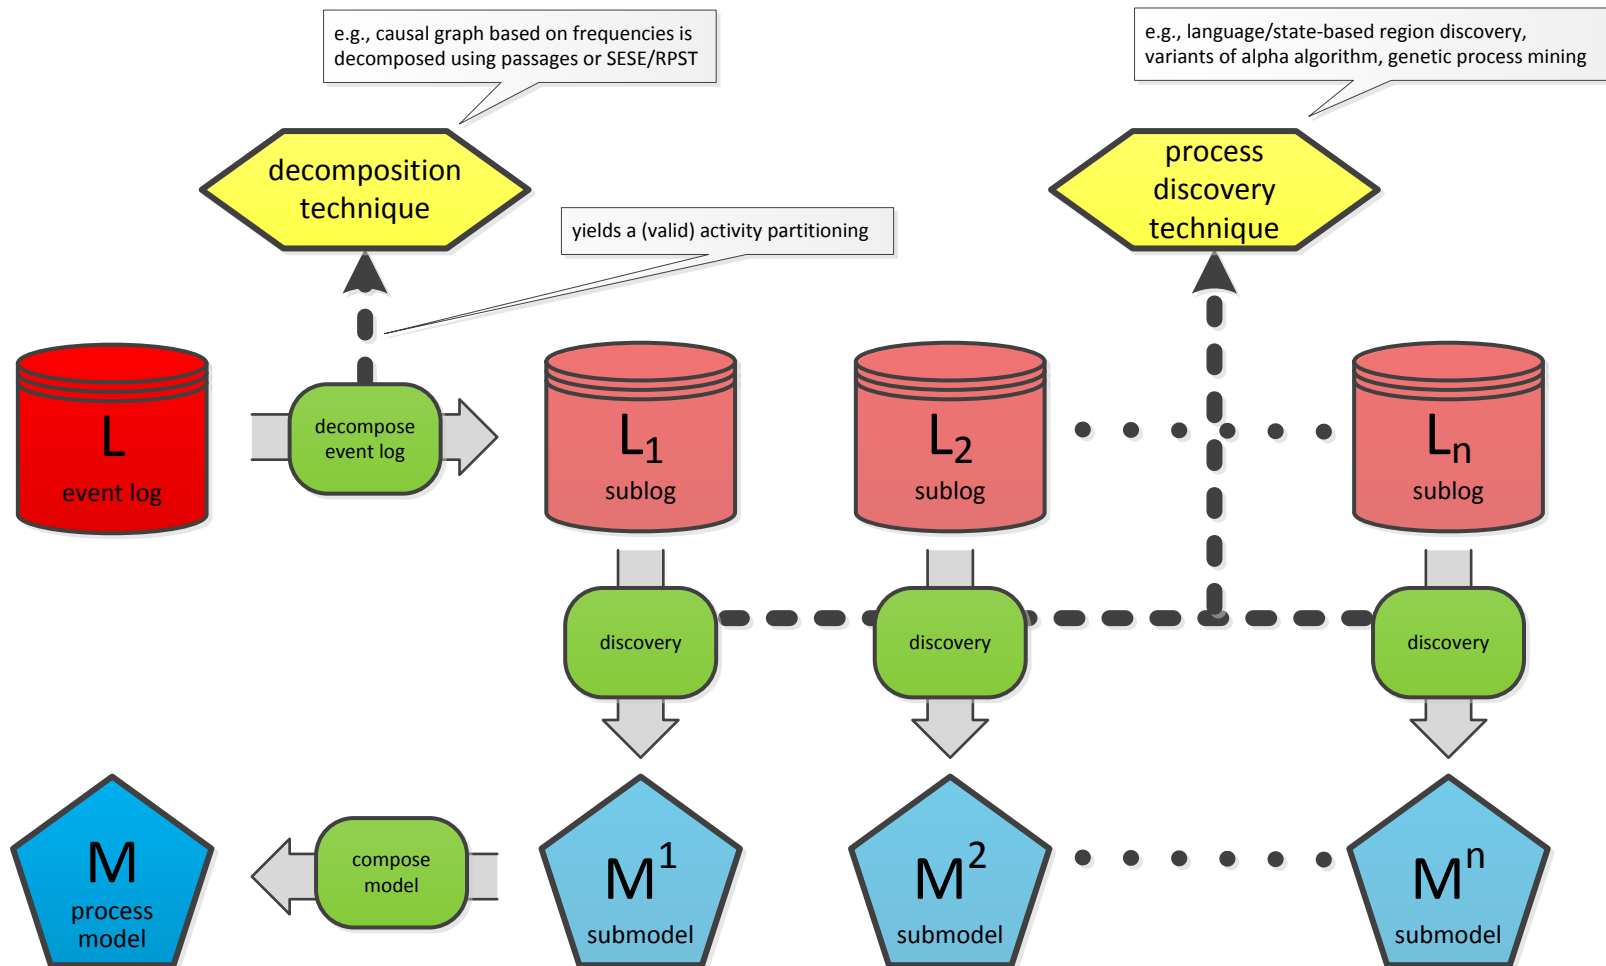 e.g., causal graph based on frequencies is
decomposed using passages or SESE/RPST
e.g., language/state-based region discovery,
variants of alpha algorithm, genetic process mining
decomposition
technique
process
discovery
technique
yields a (valid) activity partitioning
L
event log
decompose
event log
L1
sublog
L2
sublog
Ln
sublog
discovery
discovery
discovery
M
process
model
compose
model
M1
submodel
M2
submodel
Mn
submodel